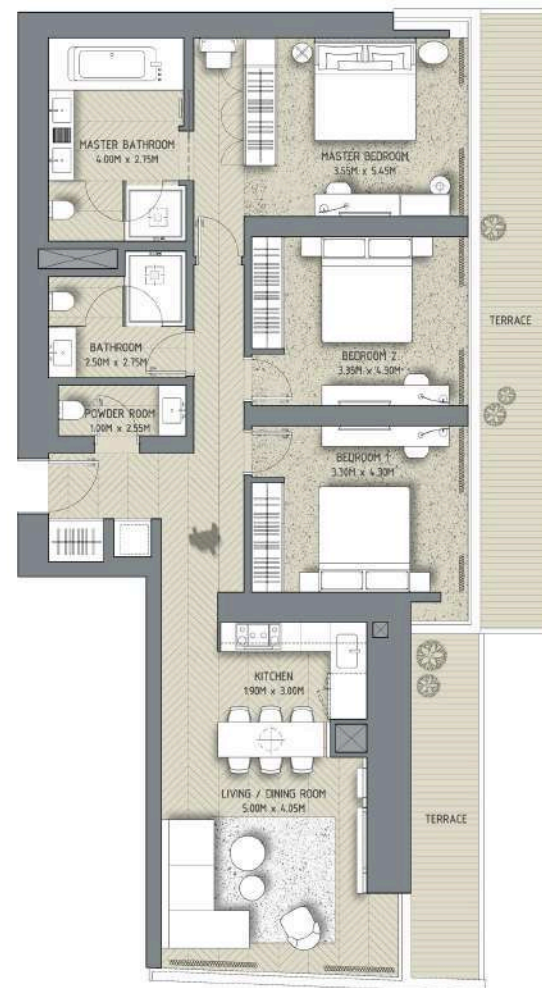 MASTER BATHROOM
4.00M x 2.75M
MASTER BEDROOM
3.55M x 5.45M
TERRACE
BATHROOM
2.50M x 2.75M
BEDROOM 2
3.35M x 4.30M
POWDER ROOM
1.00M x 2.55M
BEDROOM 1
3.30M x 4.30M
KITCHEN
1.90M x 3.00M
LIVING / DINING ROOM
5.00M x 4.05M
TERRACE